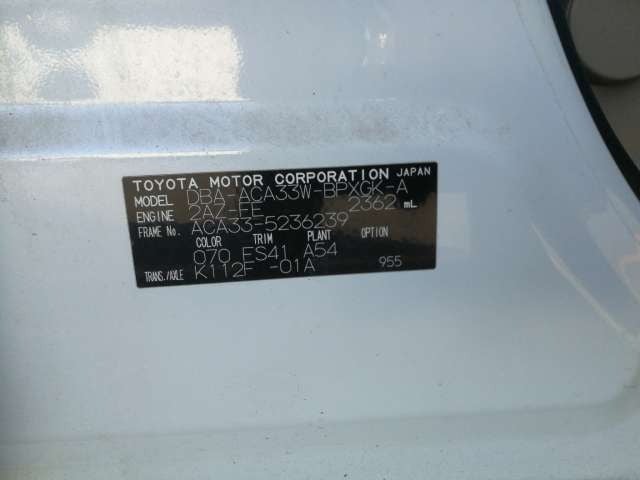 TOYOTA MOTOR CORPORATION JAPAN
MODEL DBA-ACA33W-BPXGK-A
ENGINE 2AZ-FE 2362 mL
FRAME No. ACA33-5236239
COLOR TRIM PLANT
070 FS41 A54
TRANS./AXLE K112F -01A 955